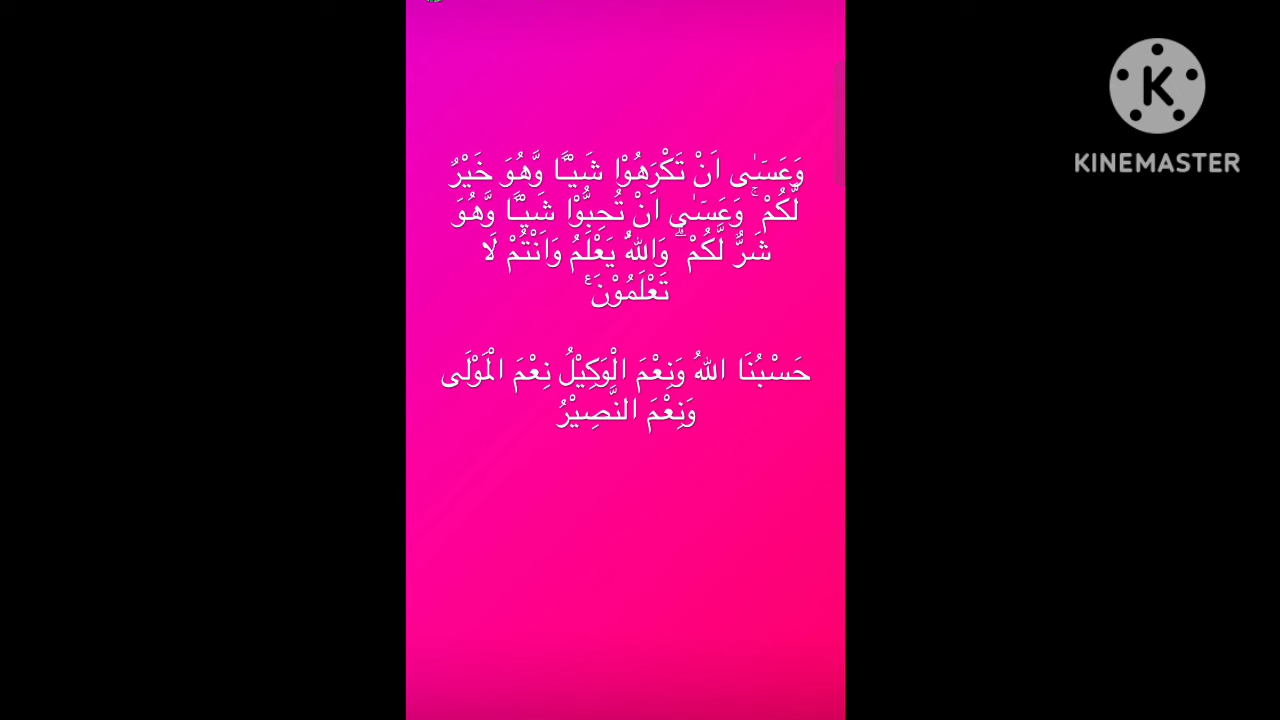 وَعَسٰٓى اَنْ تَكْرَهُوْا شَيْـًٔا وَّهُوَ خَيْرٌ
لَّكُمْ ۚ وَعَسٰٓى اَنْ تُحِبُّوْا شَيْـًٔا وَّهُوَ
شَرٌّ لَّكُمْ ۗ وَاللّٰهُ يَعْلَمُ وَاَنْتُمْ لَا
تَعْلَمُوْنَ ࣖ
حَسْبُنَا اللّٰهُ وَنِعْمَ الْوَكِيْلُ نِعْمَ الْمَوْلَى
وَنِعْمَ النَّصِيْرُ
K
KINEMASTER